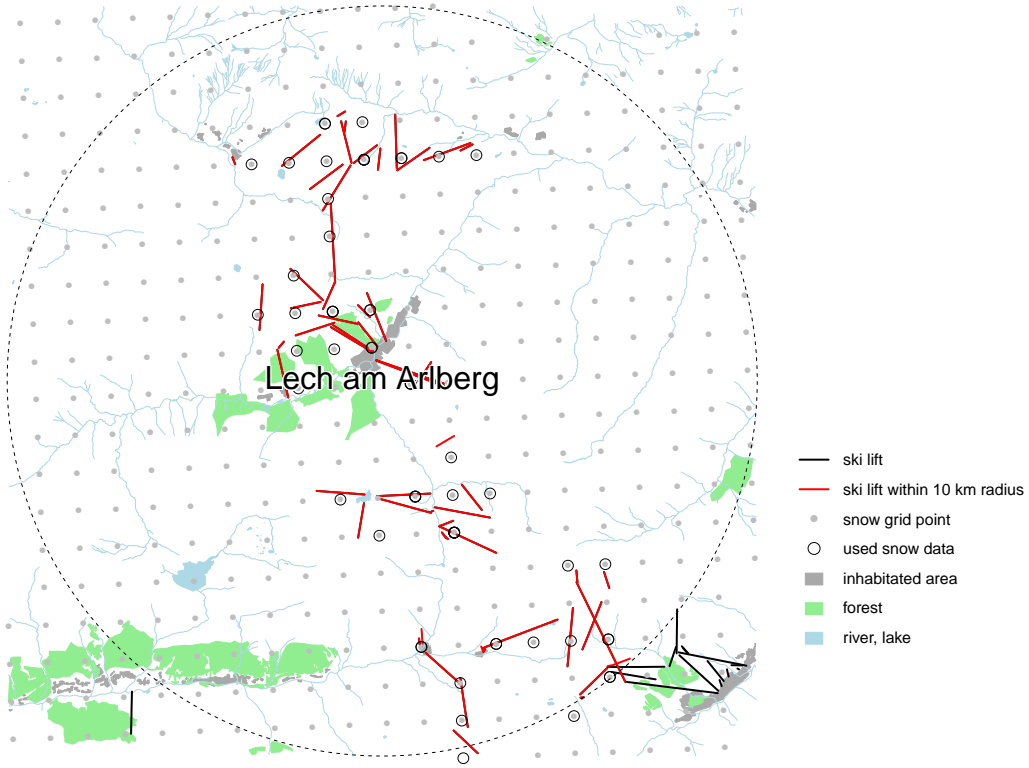 Lech am Arlberg
ski lift
ski lift within 10 km radius
snow grid point
used snow data
inhabitated area
forest
river, lake